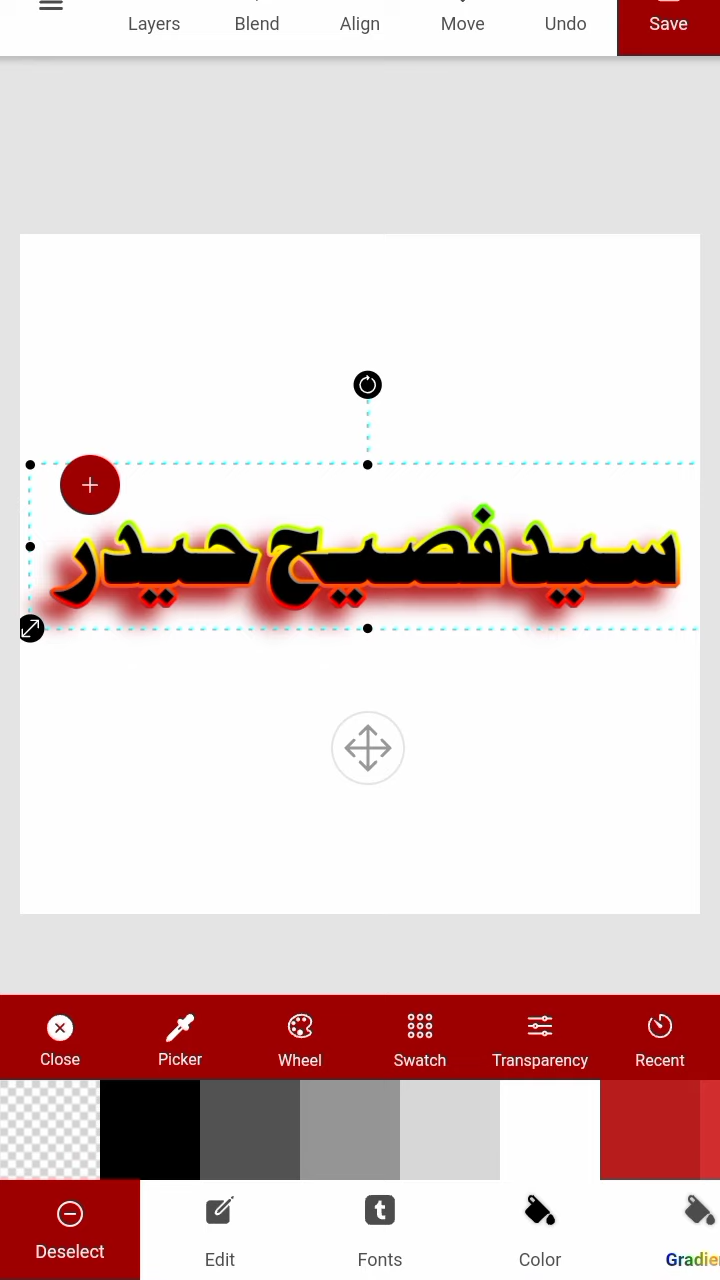 Layers Blend Align Move Undo Save
سید فصیح حیدر
Close Picker Wheel Swatch Transparency Recent
Deselect Edit Fonts Color Gradie